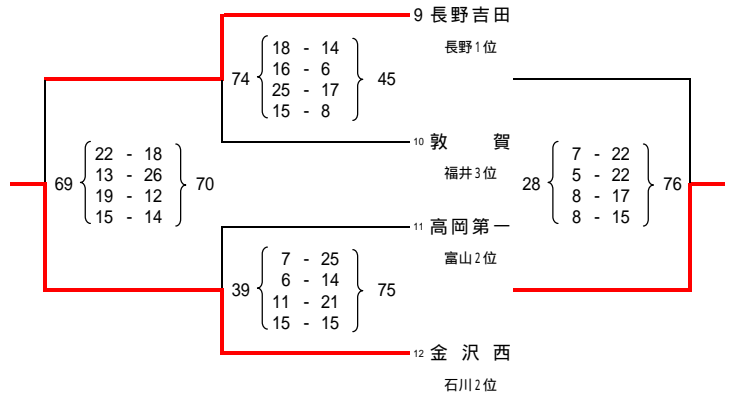 9 長野吉田
長野1位
74 18 - 14 45
16 - 6
25 - 17
15 - 8
10 敦 賀
福井3位
69 22 - 18 70
13 - 26
19 - 12
15 - 14
28 7 - 22 76
5 - 22
8 - 17
8 - 15
11 高岡第一
富山2位
39 7 - 25 75
6 - 14
11 - 21
15 - 15
12 金 沢 西
石川2位